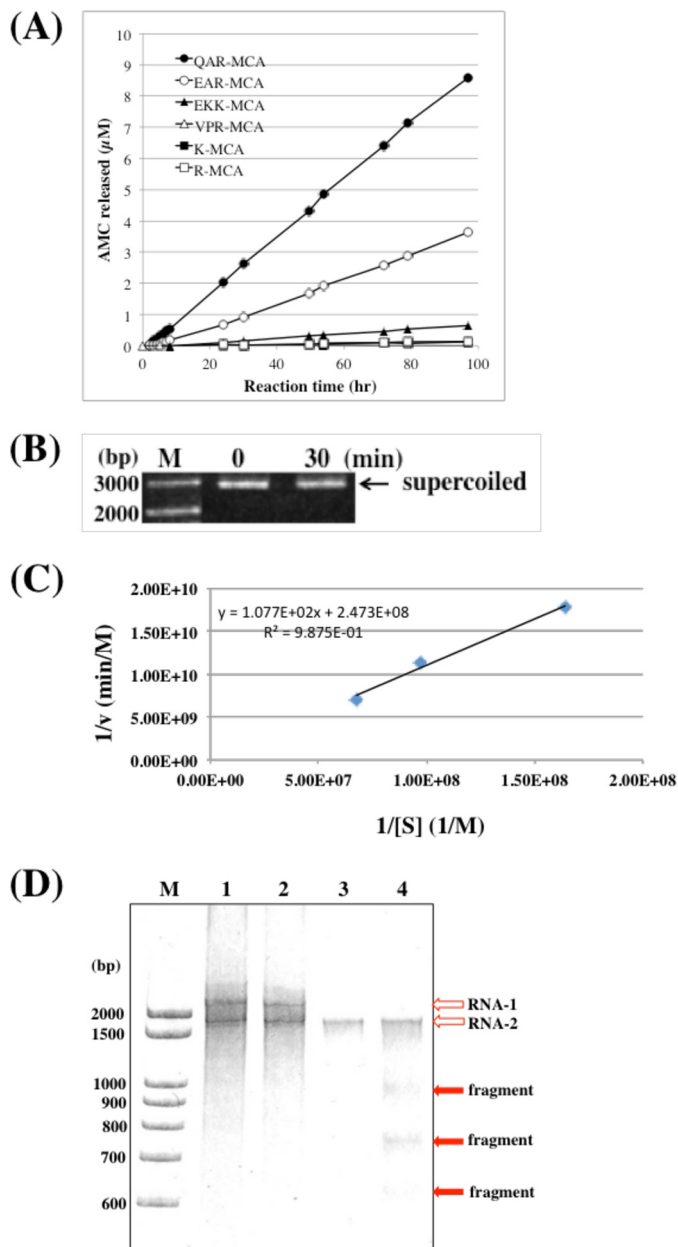 (A)
10
9
8
7
6
5
4
3
2
1
0
AMC released (µM)
QAR-MCA
EAR-MCA
EKK-MCA
VPR-MCA
K-MCA
R-MCA
0 20 40 60 80 100
Reaction time (hr)
(B)
(bp) M 0 30 (min)
3000
2000
supercoiled
(C)
2.00E+10
1.50E+10
1.00E+10
5.00E+09
0.00E+00
1/v (min/M)
y = 1.077E+02x + 2.473E+08
R² = 9.875E-01
0.00E+00 5.00E+07 1.00E+08 1.50E+08 2.00E+08
1/[S] (1/M)
(D)
M 1 2 3 4
(bp)
2000
1500
1000
900
800
700
600
RNA-1
RNA-2
fragment
fragment
fragment